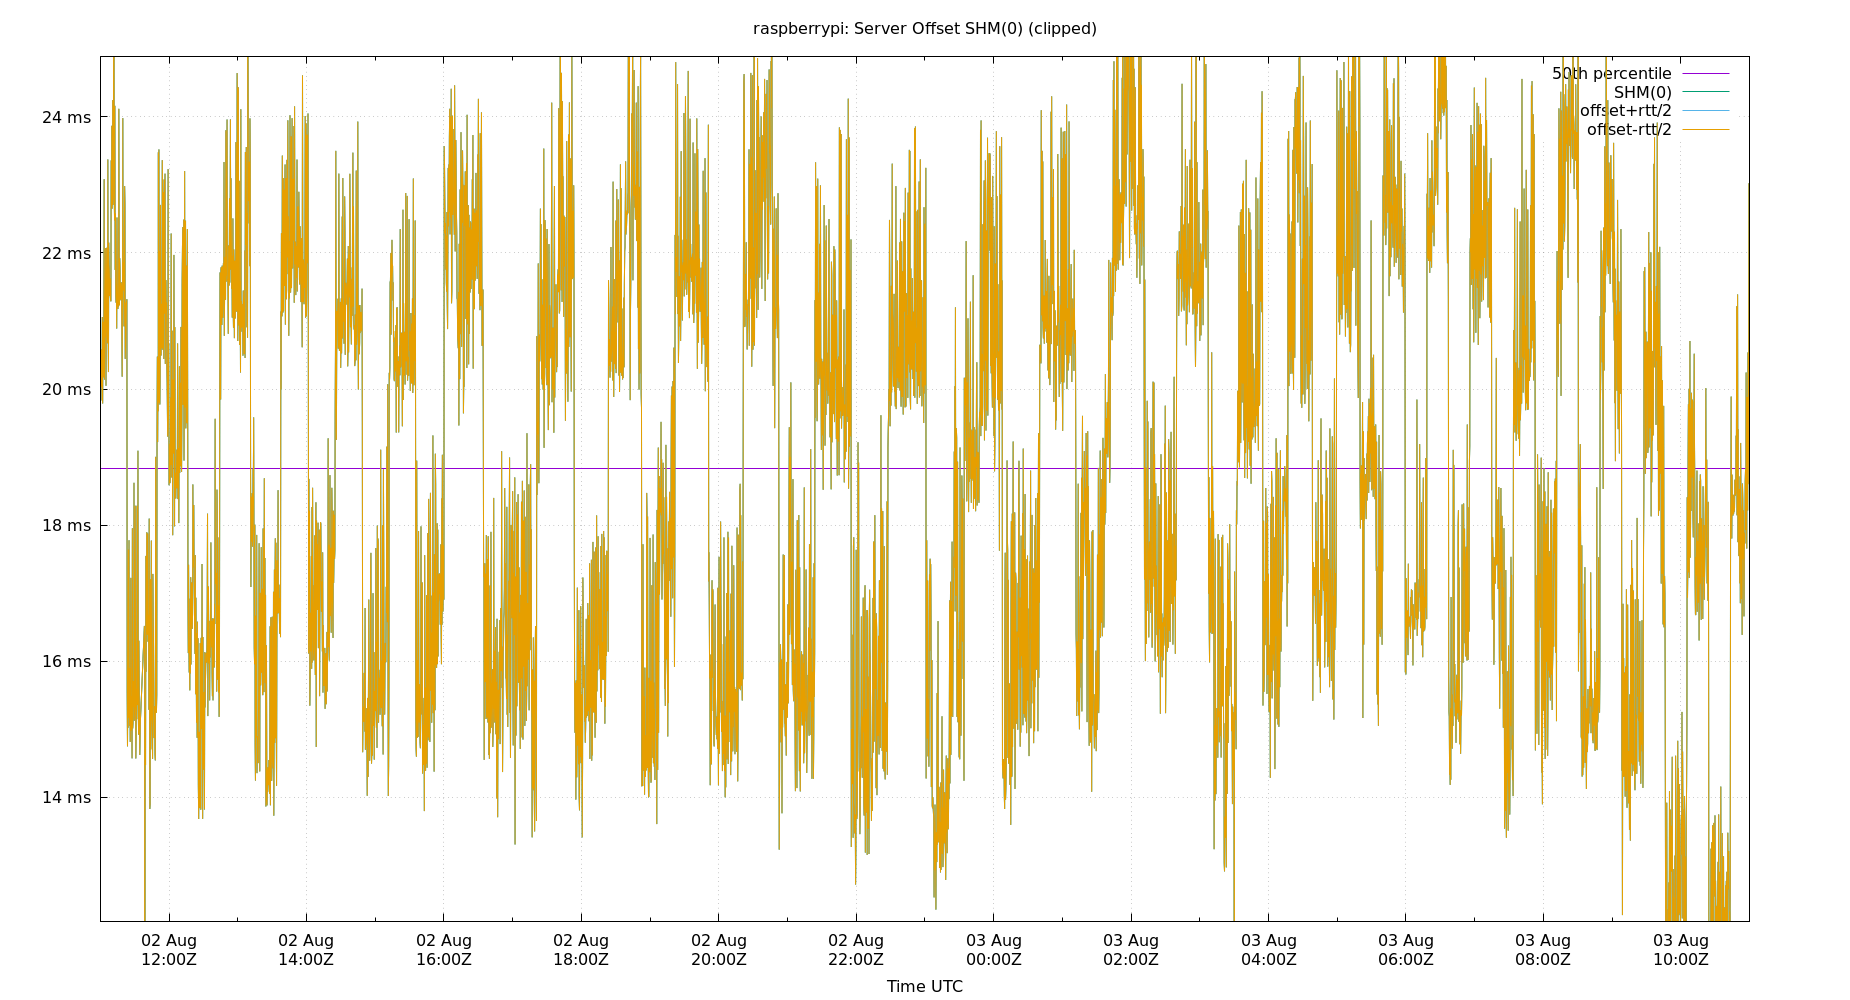 raspberrypi: Server Offset SHM(0) (clipped)
50th percentile
SHM(0)
offset+rtt/2
offset-rtt/2
24 ms
22 ms
20 ms
18 ms
16 ms
14 ms
02 Aug 02 Aug 02 Aug 02 Aug 02 Aug 02 Aug 03 Aug 03 Aug 03 Aug 03 Aug 03 Aug 03 Aug
12:00Z 14:00Z 16:00Z 18:00Z 20:00Z 22:00Z 00:00Z 02:00Z 04:00Z 06:00Z 08:00Z 10:00Z
Time UTC